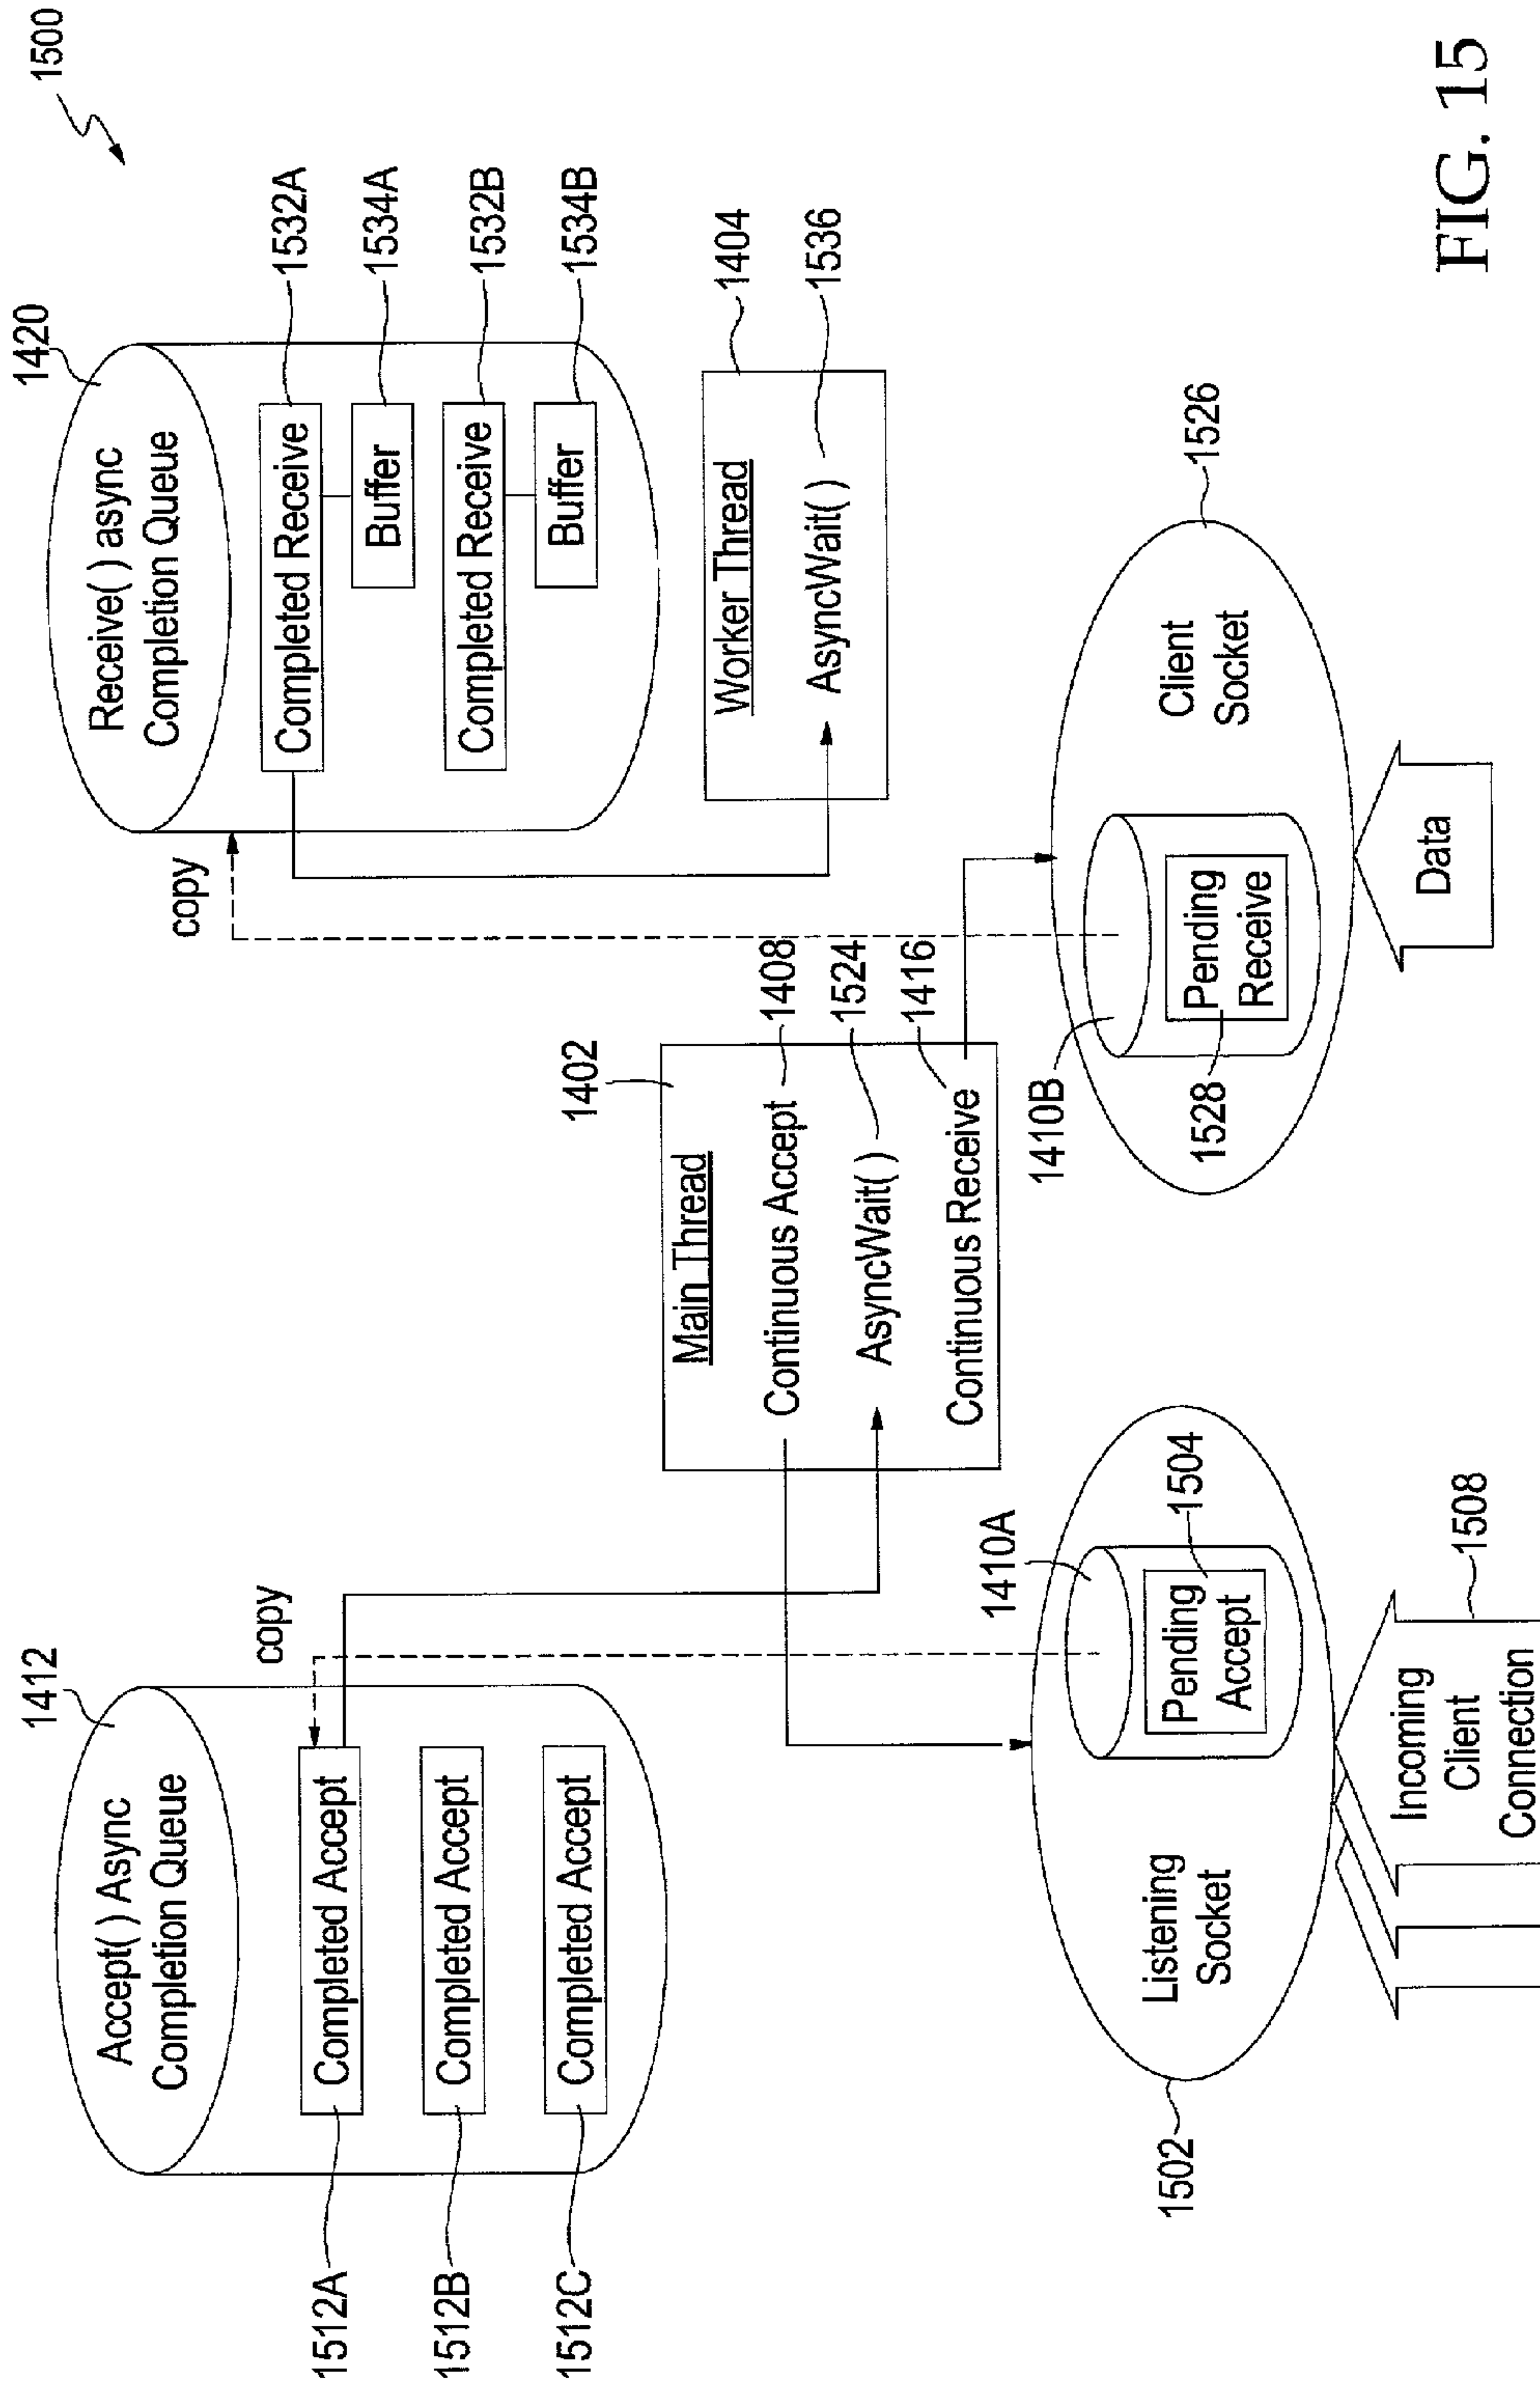 1500
1412
Accept( ) Async
Completion Queue
Completed Accept
Completed Accept
Completed Accept
1512A
1512B
1512C
copy
1420
Receive( ) async
Completion Queue
Completed Receive
1532A
Buffer
1534A
Completed Receive
1532B
Buffer
1534B
copy
1402
Main Thread
Continuous Accept
1408
AsyncWait( )
1524
Continuous Receive
1416
Worker Thread
1404
AsyncWait( )
1536
1502
Listening
Socket
1410A
Pending
Accept
1504
Incoming
Client
Connection
1508
1410B
1528
Pending
Receive
Client
Socket
1526
Data
FIG. 15